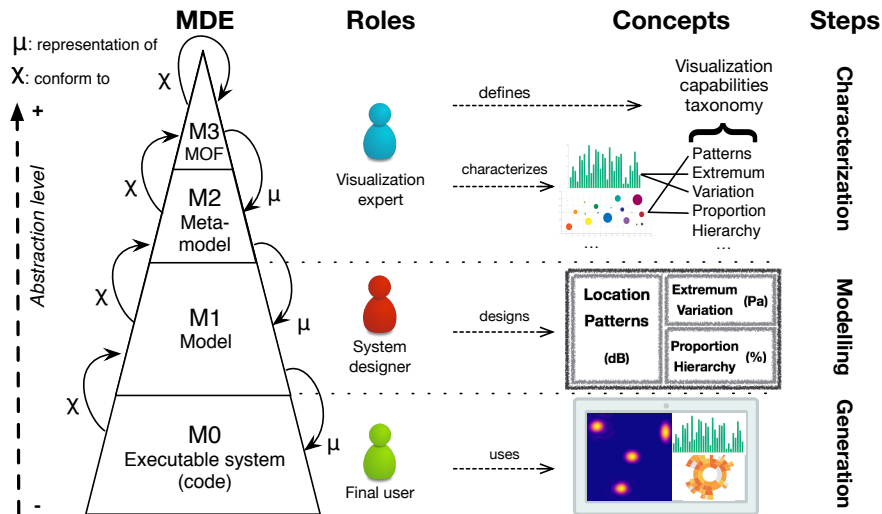 MDE
Roles
Concepts
Steps
μ: representation of
χ: conform to
+
Abstraction level
-
χ
M3
MOF
χ
μ
M2
Meta-
model
χ
μ
M1
Model
χ
μ
M0
Executable system
(code)
Visualization
expert
System
designer
Final user
defines
characterizes
designs
uses
Visualization
capabilities
taxonomy
Patterns
Extremum
Variation
Proportion
Hierarchy
...
...
Location
Patterns
(dB)
Extremum
Variation
(Pa)
Proportion
Hierarchy
(%)
Characterization
Modelling
Generation